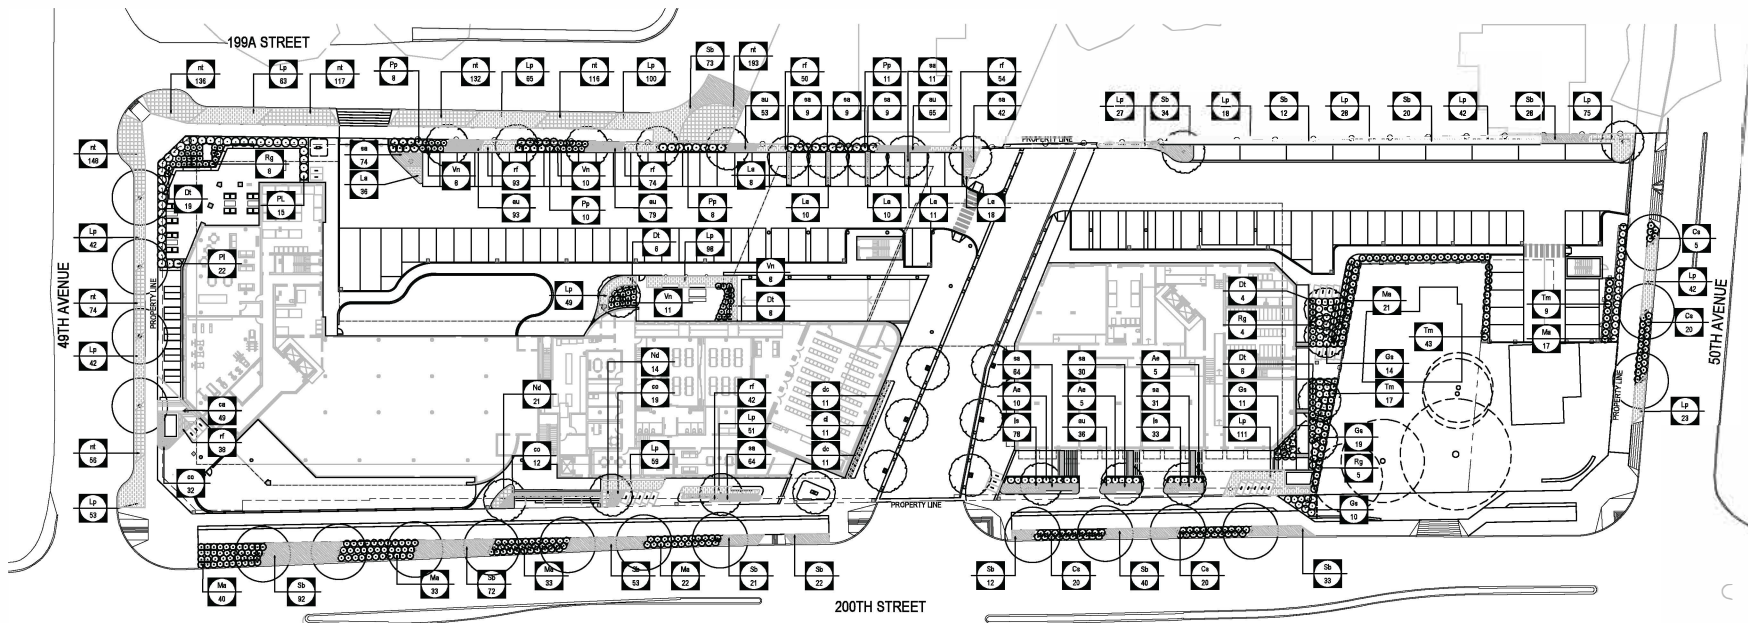 199A STREET
nt
136
Lp
63
nt
117
Pp
8
nt
132
Lp
65
nt
116
Lp
100
Sb
73
nt
193
au
53
rf
50
sa
9
sa
9
Pp
11
sa
9
sa
11
au
65
rf
54
sa
42
Lp
27
Sb
34
Lp
18
Sb
12
Lp
28
Sb
20
Lp
42
Sb
28
Lp
75
PROPERTY LINE
nt
148
Rg
8
sa
74
La
36
Vn
8
rf
93
Vn
10
rf
74
La
8
Dt
19
PL
15
au
93
Pp
10
au
79
Pp
8
La
10
La
10
La
11
La
18
Lp
42
Pl
22
Dt
6
Lp
98
Vn
8
Cs
5
49TH AVENUE
PROPERTY LINE
nt
74
Lp
49
Vn
11
Dt
8
Dt
4
Ma
21
Tm
9
Lp
42
50TH AVENUE
Rg
4
Tm
43
Ma
17
Cs
20
Lp
42
Nd
14
sa
64
sa
30
As
5
Dt
6
Gs
14
Nd
21
co
19
rf
42
dc
11
As
10
As
5
sa
31
Gs
11
Tm
17
PROPERTY LINE
Lp
23
cs
49
Lp
51
dl
11
ls
78
au
36
ls
33
Lp
111
Gs
19
nt
56
rf
38
co
12
Lp
59
sa
64
dc
11
Rg
5
co
32
Lp
53
PROPERTY LINE
Gs
10
Ma
40
Sb
92
Ma
33
Sb
72
Ma
33
Sb
53
Ma
22
Sb
21
Sb
22
Sb
12
Cs
20
Sb
40
Cs
20
Sb
33
200TH STREET